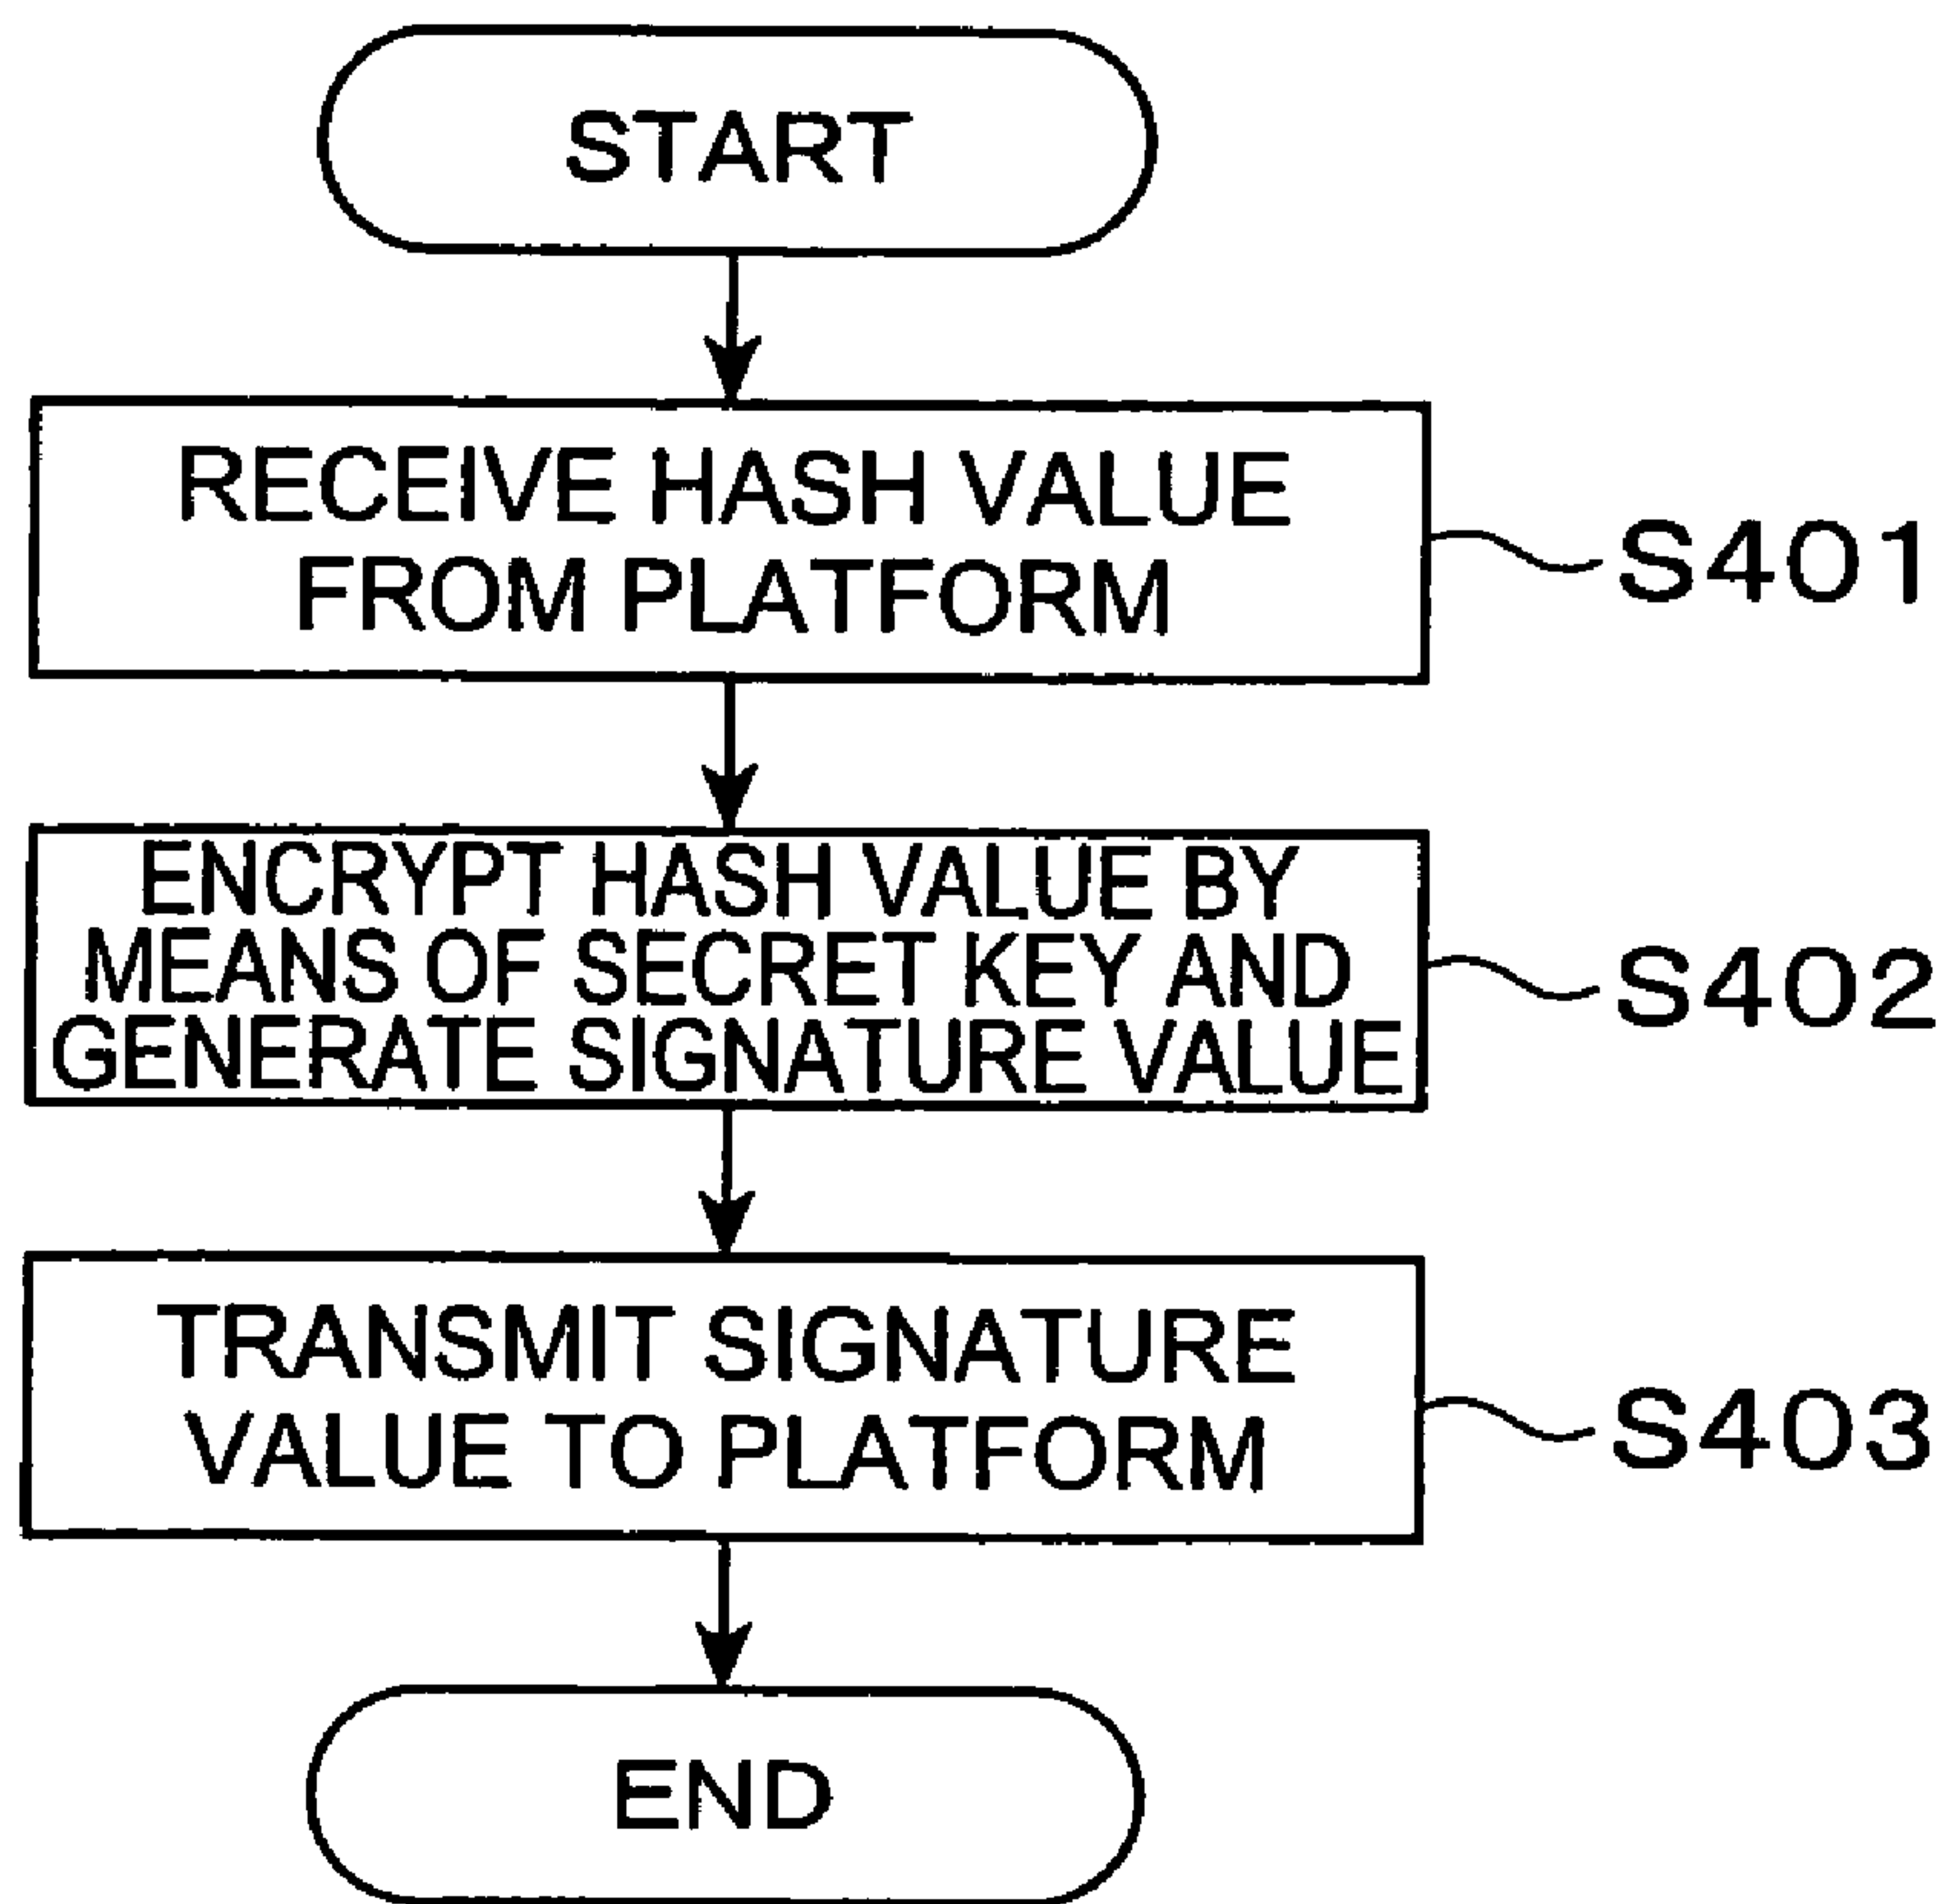 START
RECEIVE HASH VALUE
FROM PLATFORM
S401
ENCRYPT HASH VALUE BY
MEANS OF SECRET KEY AND
GENERATE SIGNATURE VALUE
S402
TRANSMIT SIGNATURE
VALUE TO PLATFORM
S403
END